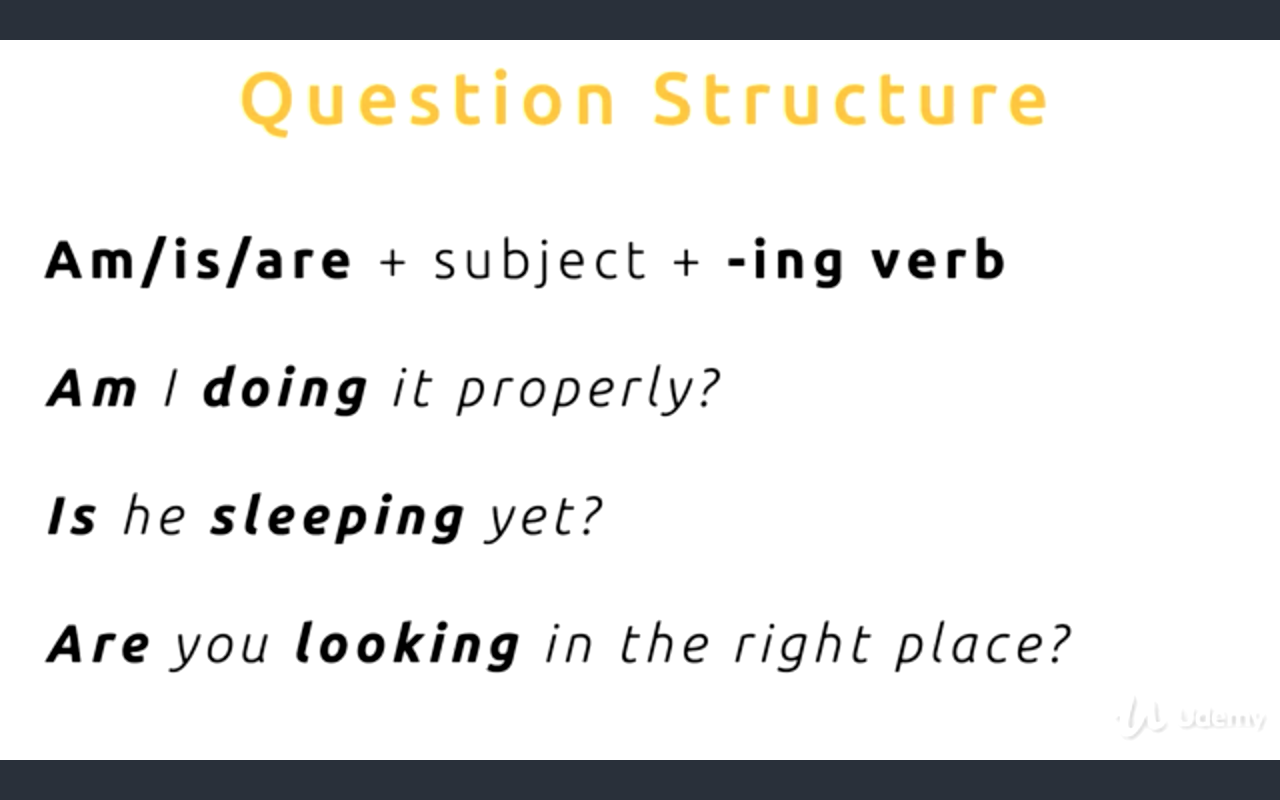 Question Structure
Am/is/are + subject + -ing verb
Am I doing it properly?
Is he sleeping yet?
Are you looking in the right place?
Udemy